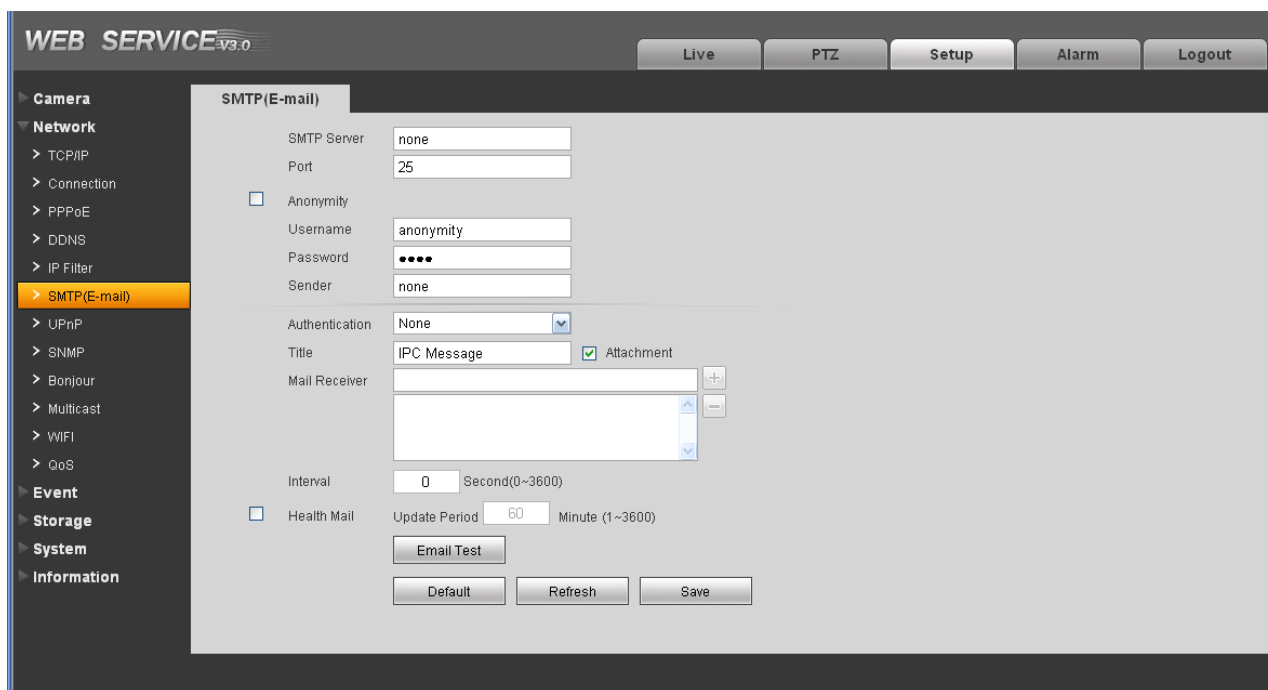 WEB SERVICE V3.0
Live PTZ Setup Alarm Logout
Camera
Network
TCP/IP
Connection
PPPoE
DDNS
IP Filter
SMTP(E-mail)
UPnP
SNMP
Bonjour
Multicast
WIFI
QoS
Event
Storage
System
Information
SMTP(E-mail)
SMTP Server none
Port 25
Anonymity
Username anonymity
Password ●●●●
Sender none
Authentication None
Title IPC Message Attachment
Mail Receiver
Interval 0 Second(0~3600)
Health Mail Update Period 60 Minute (1~3600)
Email Test
Default Refresh Save